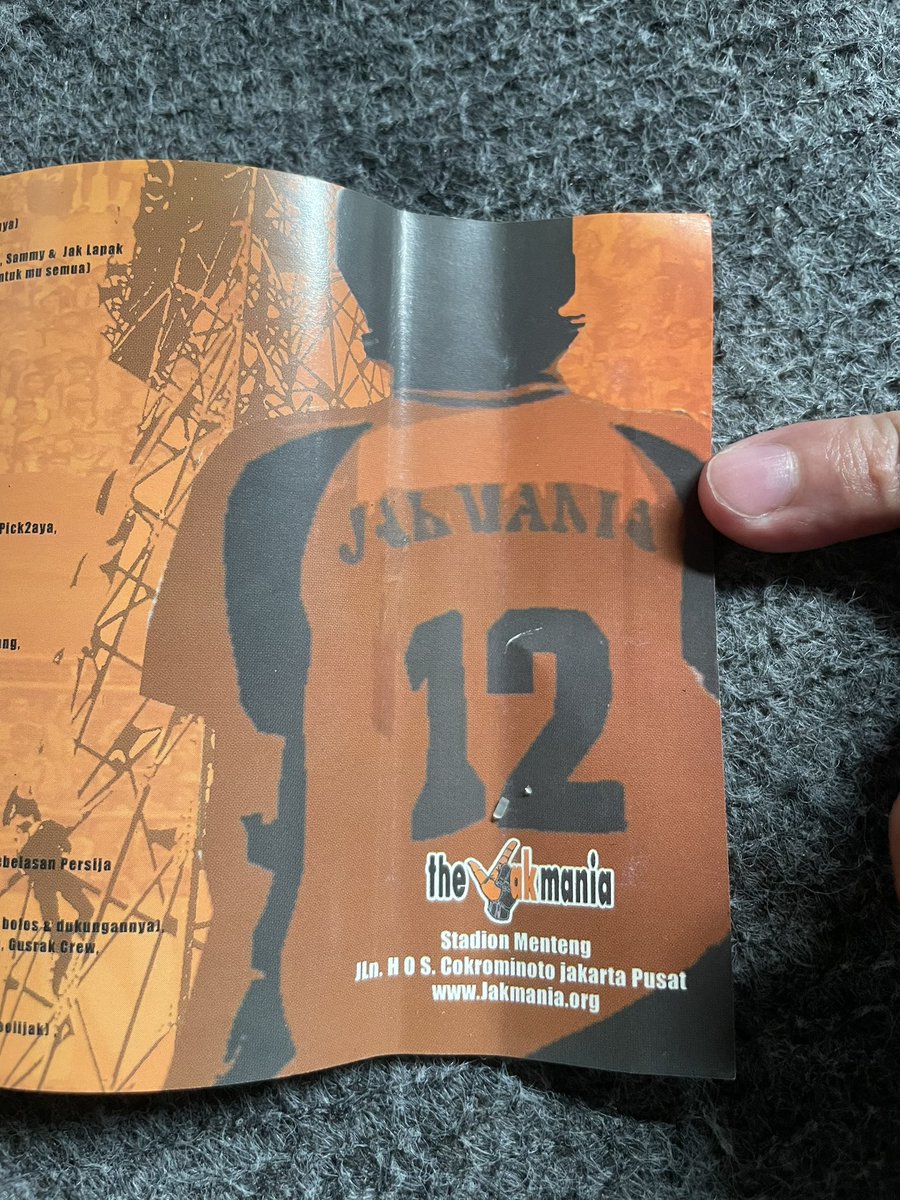 aya)
, Sammy & Jak Lapak
ntuk mu semua)
Pick2aya,
ng,
ebelasan Persija
bolos & dukungannya),
, Gusrak Crew,
JAKMANIA
12
the Jakmania
Stadion Menteng
JLn. H O S. Cokrominoto jakarta Pusat
www.Jakmania.org